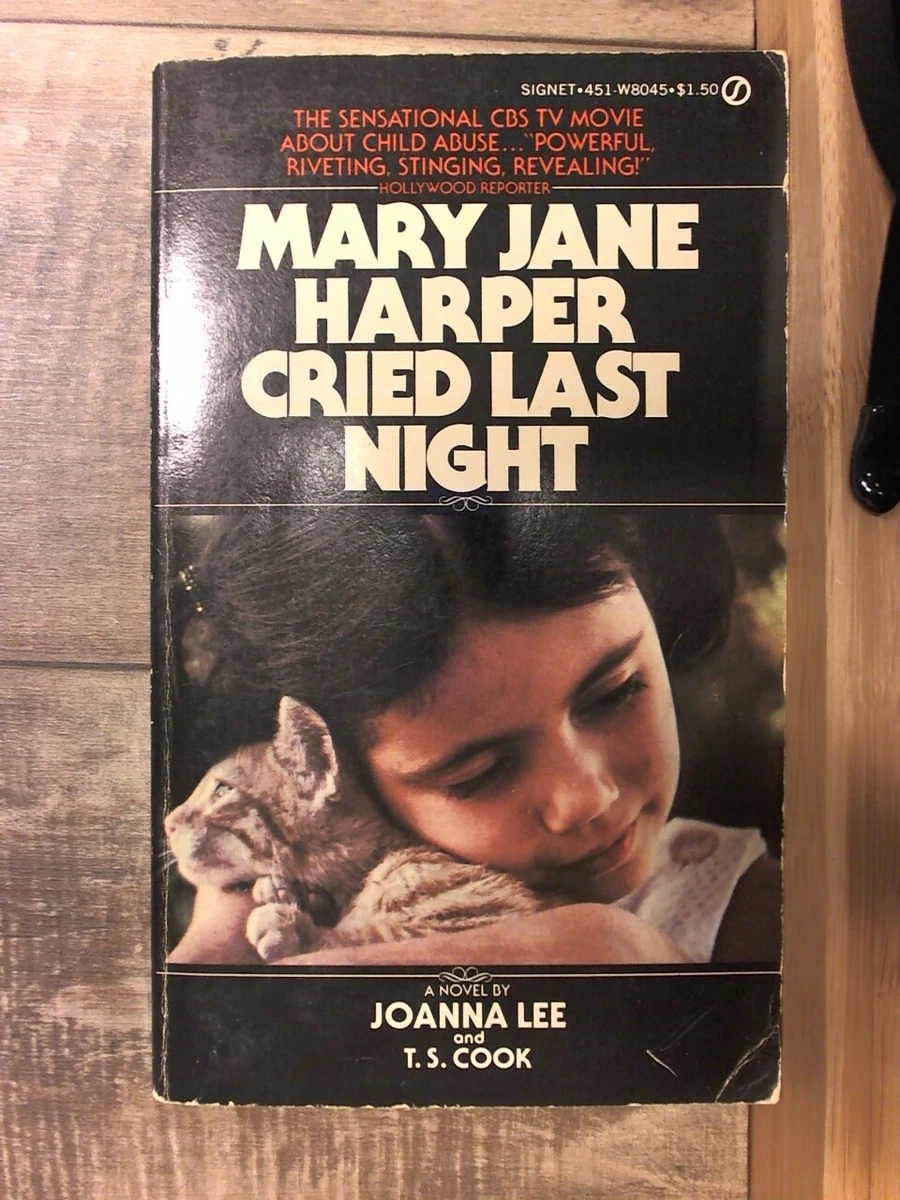 SIGNET•451-W8045•$1.50
THE SENSATIONAL CBS TV MOVIE
ABOUT CHILD ABUSE..."POWERFUL,
RIVETING, STINGING, REVEALING!"
HOLLYWOOD REPORTER
MARY JANE
HARPER
CRIED LAST
NIGHT
A NOVEL BY
JOANNA LEE
and
T. S. COOK